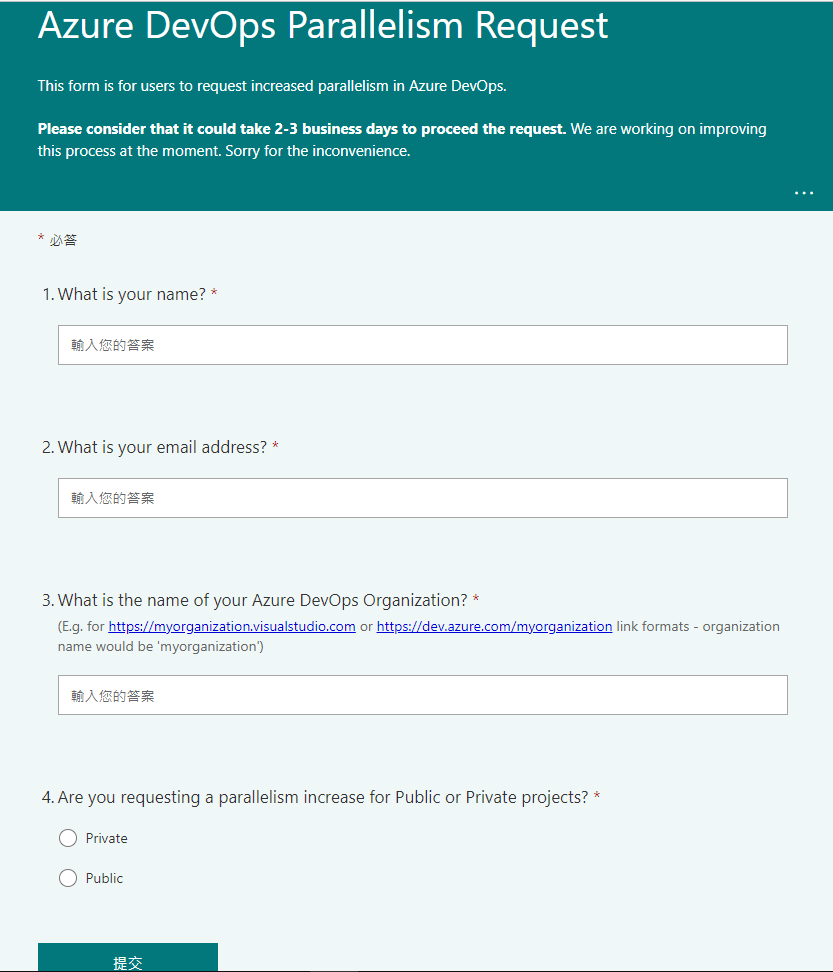 Azure DevOps Parallelism Request
This form is for users to request increased parallelism in Azure DevOps.
Please consider that it could take 2-3 business days to proceed the request. We are working on improving
this process at the moment. Sorry for the inconvenience.
...
* 必答
1. What is your name? *
輸入您的答案
2. What is your email address? *
輸入您的答案
3. What is the name of your Azure DevOps Organization? *
(E.g. for https://myorganization.visualstudio.com or https://dev.azure.com/myorganization link formats - organization
name would be 'myorganization')
輸入您的答案
4. Are you requesting a parallelism increase for Public or Private projects? *
Private
Public
提交